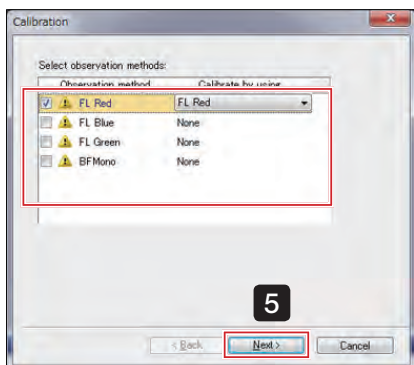 Calibration
Select observation methods:
Observation method Calibrate by using
FL Red FL Red
FL Blue None
FL Green None
BFMono None
5
< Back Next > Cancel